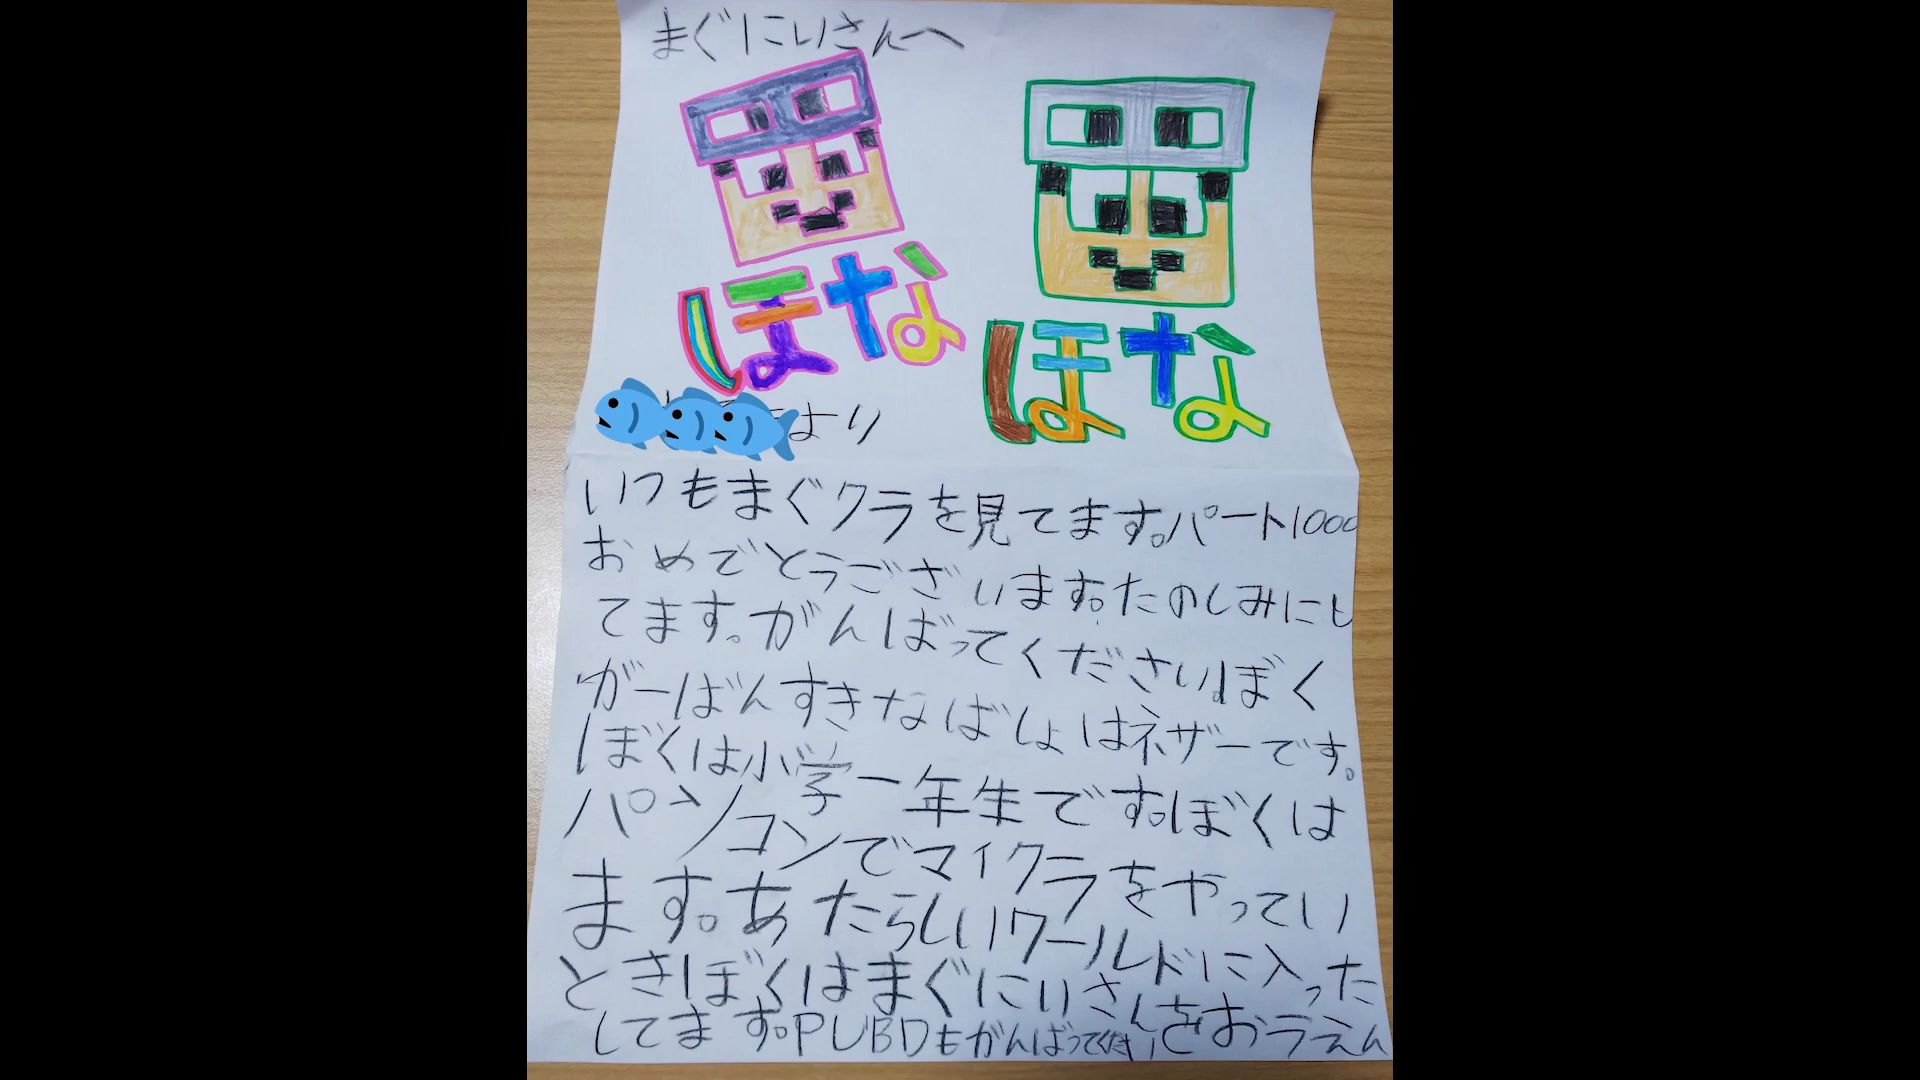 まぐにいさんへ
ほな
ほな
より
いつもまぐクラを見てます。パート1000
おめでとうございます。たのしみにし
てます。がんばってください。ぼく
がーばんすきなばしょはネザーです。
ぼくは小学一年生です。ぼくは
パソコンでマイクラをやってい
ます。あたらしいワールドに入った
ときぼくはまぐにいさんをおうえん
してます。PUBDもがんばってください